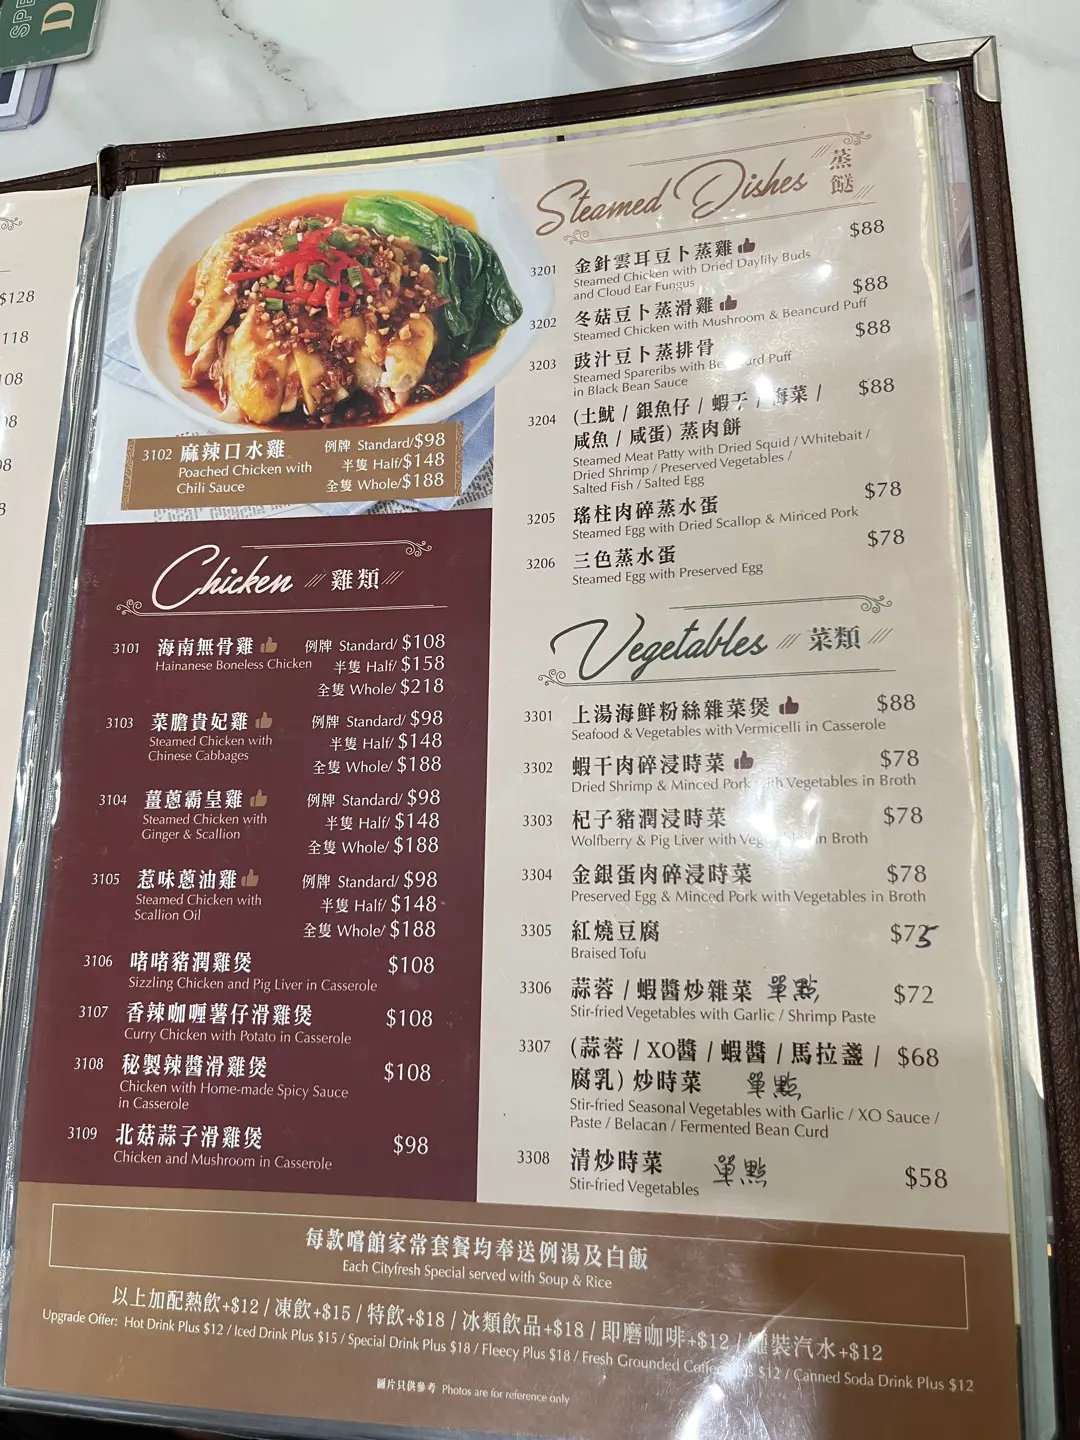 SPE
D
$128
118
108
3102 麻辣口水雞
Poached Chicken with
Chili Sauce
例牌 Standard/$98
半隻 Half/$148
全隻 Whole/$188
Chicken 雞類
3101 海南無骨雞 例牌 Standard/ $108
Hainanese Boneless Chicken 半隻 Half/ $158
全隻 Whole/ $218
3103 菜膽貴妃雞 例牌 Standard/ $98
Steamed Chicken with 半隻 Half/ $148
Chinese Cabbages 全隻 Whole/ $188
3104 薑蔥霸皇雞 例牌 Standard/ $98
Steamed Chicken with 半隻 Half/ $148
Ginger & Scallion 全隻 Whole/ $188
3105 惹味蔥油雞 例牌 Standard/ $98
Steamed Chicken with 半隻 Half/ $148
Scallion Oil 全隻 Whole/ $188
3106 啫啫豬潤雞煲 $108
Sizzling Chicken and Pig Liver in Casserole
3107 香辣咖喱薯仔滑雞煲 $108
Curry Chicken with Potato in Casserole
3108 秘製辣醬滑雞煲 $108
Chicken with Home-made Spicy Sauce
in Casserole
3109 北菇蒜子滑雞煲 $98
Chicken and Mushroom in Casserole
Steamed Dishes 蒸餸
3201 金針雲耳豆卜蒸雞 $88
Steamed Chicken with Dried Daylily Buds
and Cloud Ear Fungus
3202 冬菇豆卜蒸滑雞 $88
Steamed Chicken with Mushroom & Beancurd Puff
3203 豉汁豆卜蒸排骨 $88
Steamed Spareribs with Beancurd Puff
in Black Bean Sauce
3204 (土魷 / 銀魚仔 / 蝦干 / 梅菜 / $88
咸魚 / 咸蛋) 蒸肉餅
Steamed Meat Patty with Dried Squid / Whitebait /
Dried Shrimp / Preserved Vegetables /
Salted Fish / Salted Egg
3205 瑤柱肉碎蒸水蛋 $78
Steamed Egg with Dried Scallop & Minced Pork
3206 三色蒸水蛋 $78
Steamed Egg with Preserved Egg
Vegetables 菜類
3301 上湯海鮮粉絲雜菜煲 $88
Seafood & Vegetables with Vermicelli in Casserole
3302 蝦干肉碎浸時菜 $78
Dried Shrimp & Minced Pork with Vegetables in Broth
3303 杞子豬潤浸時菜 $78
Wolfberry & Pig Liver with Vegetables in Broth
3304 金銀蛋肉碎浸時菜 $78
Preserved Egg & Minced Pork with Vegetables in Broth
3305 紅燒豆腐 $75
Braised Tofu
3306 蒜蓉 / 蝦醬炒雜菜 單點 $72
Stir-fried Vegetables with Garlic / Shrimp Paste
3307 (蒜蓉 / XO醬 / 蝦醬 / 馬拉盞 / $68
腐乳) 炒時菜 單點
Stir-fried Seasonal Vegetables with Garlic / XO Sauce /
Paste / Belacan / Fermented Bean Curd
3308 清炒時菜 單點 $58
Stir-fried Vegetables
每款嚐館家常套餐均奉送例湯及白飯
Each Cityfresh Special served with Soup & Rice
以上加配熱飲+$12 / 凍飲+$15 / 特飲+$18 / 冰類飲品+$18 / 即磨咖啡+$12 / 罐裝汽水+$12
Upgrade Offer: Hot Drink Plus $12 / Iced Drink Plus $15 / Special Drink Plus $18 / Fleecy Plus $18 / Fresh Grounded Coffee Plus $12 / Canned Soda Drink Plus $12
圖片只供參考 Photos are for reference only